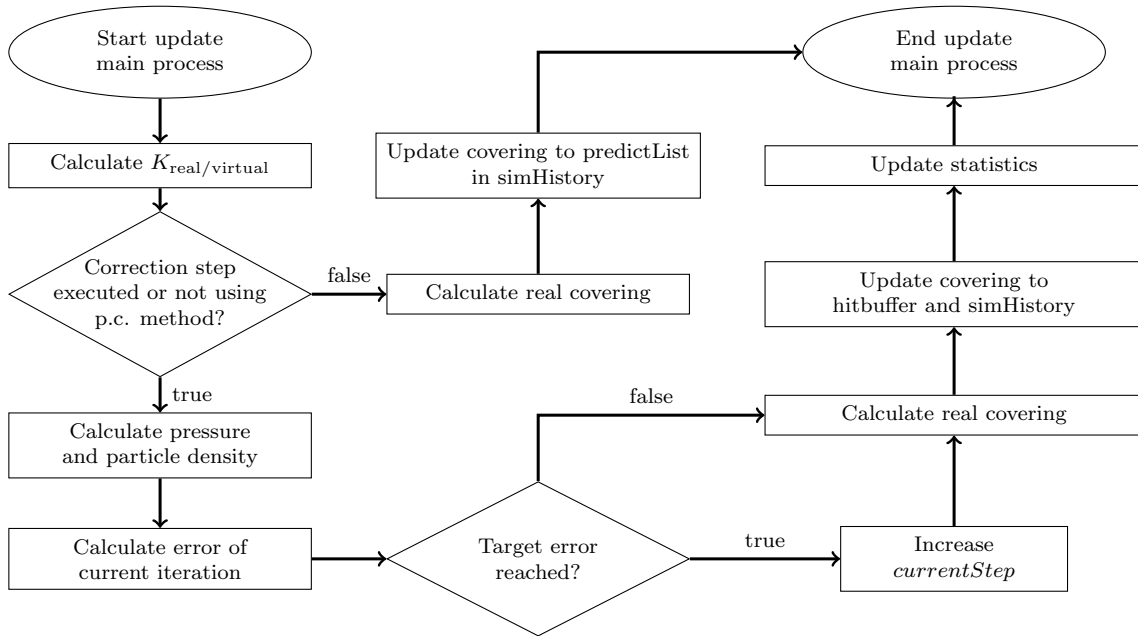 Start update
main process
Calculate K_real/virtual
Correction step
executed or not using
p.c. method?
false
Calculate real covering
Update covering to predictList
in simHistory
true
Calculate pressure
and particle density
Calculate error of
current iteration
Target error
reached?
false
true
Increase
currentStep
Calculate real covering
Update covering to
hitbuffer and simHistory
Update statistics
End update
main process